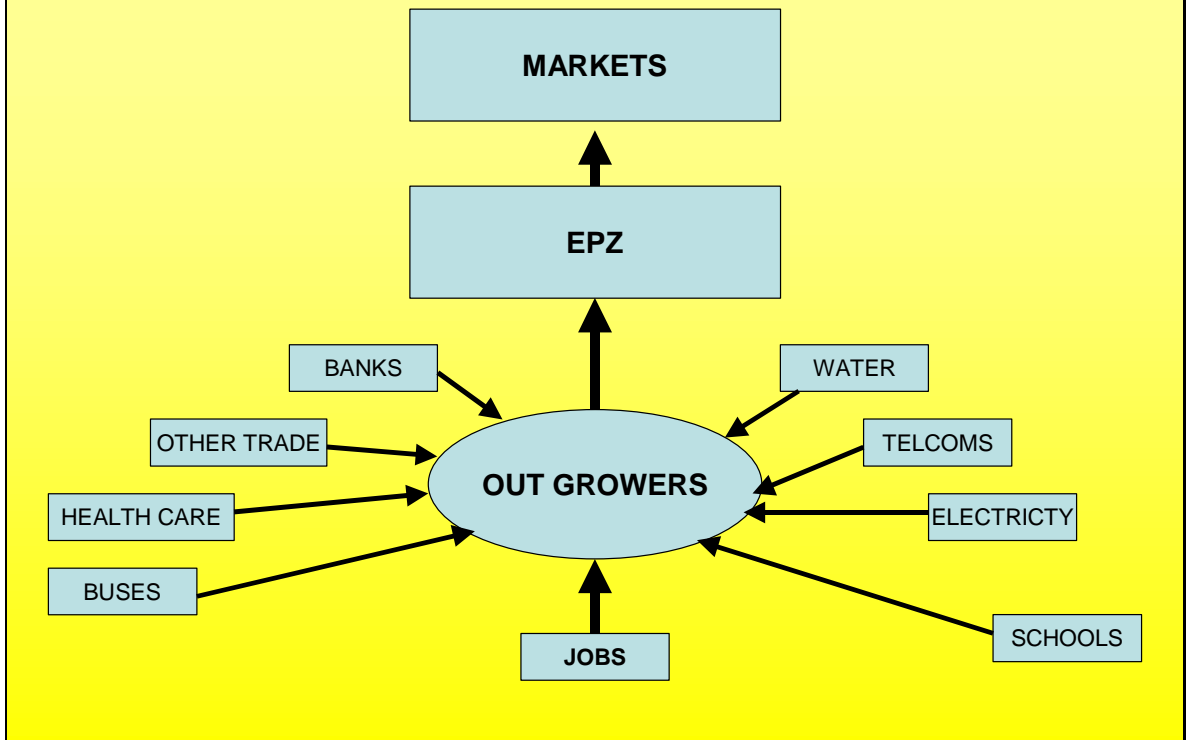 MARKETS
EPZ
BANKS
WATER
OTHER TRADE
TELCOMS
OUT GROWERS
HEALTH CARE
ELECTRICTY
BUSES
SCHOOLS
JOBS